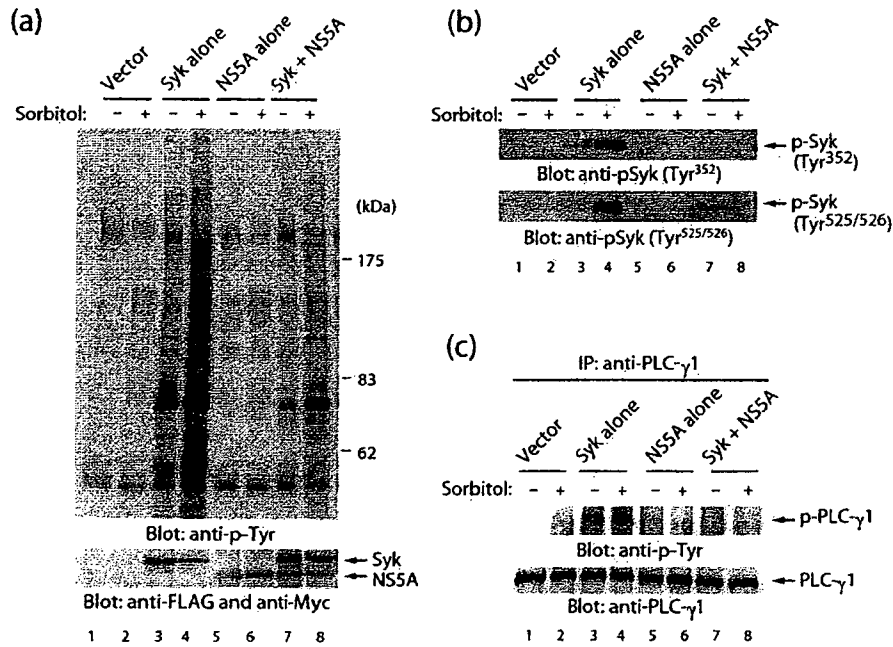 (a)
Vector
Syk alone
NS5A alone
Syk + NS5A
Sorbitol: - + - + - + - +
(kDa)
175
83
62
Blot: anti-p-Tyr
Syk
NS5A
Blot: anti-FLAG and anti-Myc
1 2 3 4 5 6 7 8
(b)
Vector
Syk alone
NS5A alone
Syk + NS5A
Sorbitol: - + - + - + - +
p-Syk
(Tyr352)
Blot: anti-pSyk (Tyr352)
p-Syk
(Tyr525/526)
Blot: anti-pSyk (Tyr525/526)
1 2 3 4 5 6 7 8
(c)
IP: anti-PLC-γ1
Vector
Syk alone
NS5A alone
Syk + NS5A
Sorbitol: - + - + - + - +
p-PLC-γ1
Blot: anti-p-Tyr
PLC-γ1
Blot: anti-PLC-γ1
1 2 3 4 5 6 7 8